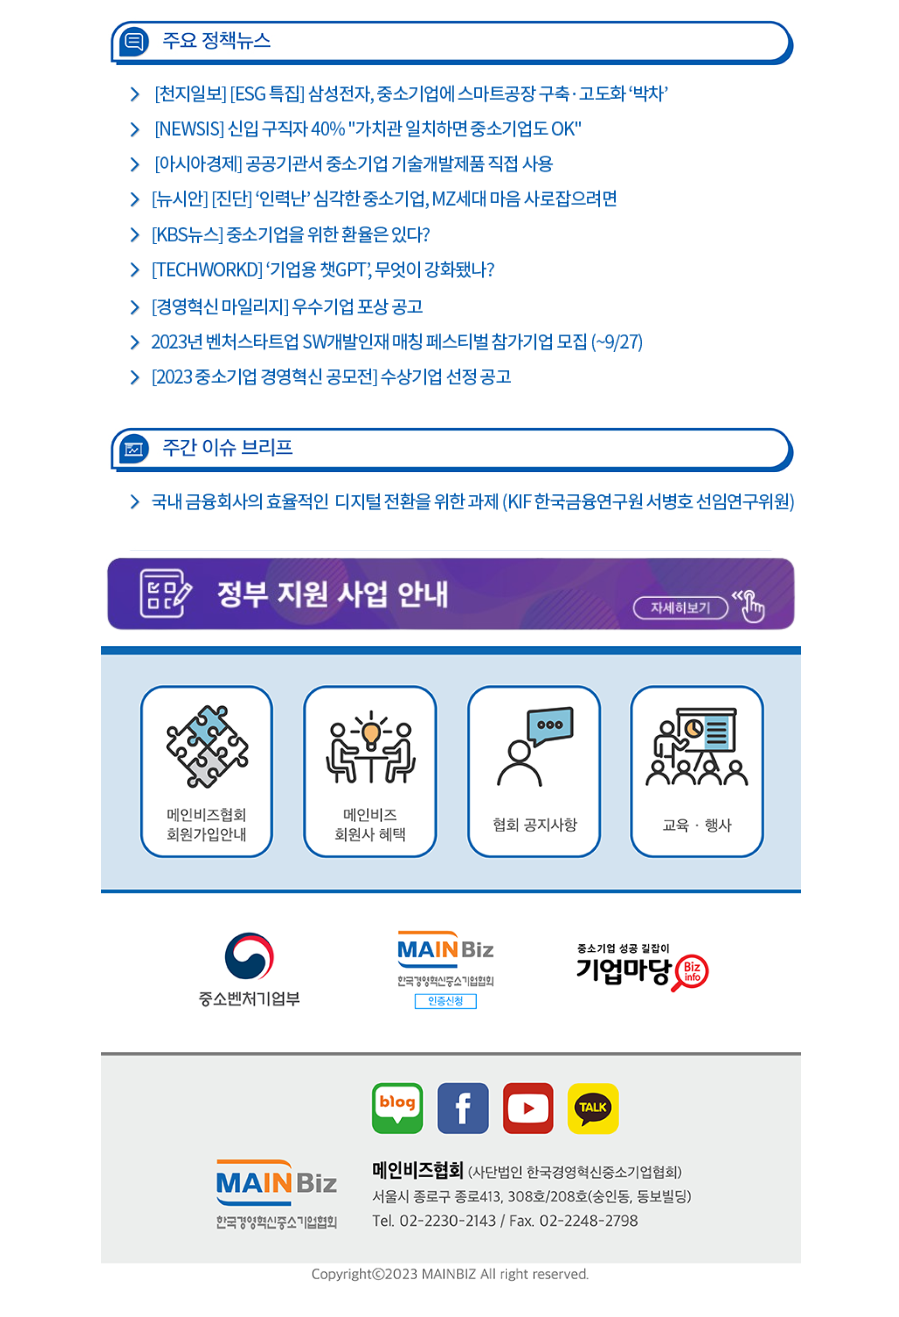 주요 정책뉴스
[천지일보] [ESG 특집] 삼성전자, 중소기업에 스마트공장 구축·고도화 ‘박차’
[NEWSIS] 신입 구직자 40% "가치관 일치하면 중소기업도 OK"
[아시아경제] 공공기관서 중소기업 기술개발제품 직접 사용
[뉴시안] [진단] ‘인력난’ 심각한 중소기업, MZ세대 마음 사로잡으려면
[KBS뉴스] 중소기업을 위한 환율은 있다?
[TECHWORKD] ‘기업용 챗GPT’, 무엇이 강화됐나?
[경영혁신 마일리지] 우수기업 포상 공고
2023년 벤처스타트업 SW개발인재 매칭 페스티벌 참가기업 모집 (~9/27)
[2023 중소기업 경영혁신 공모전] 수상기업 선정 공고
주간 이슈 브리프
국내 금융회사의 효율적인 디지털 전환을 위한 과제 (KIF 한국금융연구원 서병호 선임연구위원)
정부 지원 사업 안내
자세히보기
메인비즈협회
회원가입안내
메인비즈
회원사 혜택
협회 공지사항
교육 · 행사
중소벤처기업부
MAINBiz
한국경영혁신중소기업협회
인증신청
중소기업 성공 길잡이
기업마당
Biz
info
blog
f
TALK
MAINBiz
한국경영혁신중소기업협회
메인비즈협회 (사단법인 한국경영혁신중소기업협회)
서울시 종로구 종로413, 308호/208호(숭인동, 동보빌딩)
Tel. 02-2230-2143 / Fax. 02-2248-2798
Copyrightⓒ2023 MAINBIZ All right reserved.